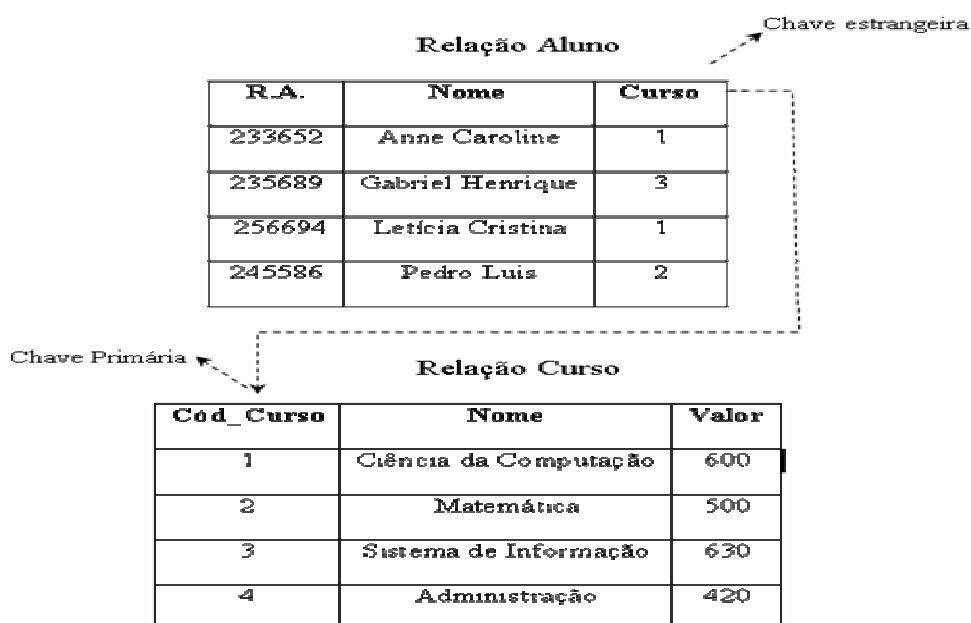 Chave estrangeira
Relação Aluno
R.A. Nome Curso
233652 Anne Caroline 1
235689 Gabriel Henrique 3
256694 Letícia Cristina 1
245586 Pedro Luis 2
Chave Primária
Relação Curso
Cód_Curso Nome Valor
1 Ciência da Computação 600
2 Matemática 500
3 Sistema de Informação 630
4 Administração 420